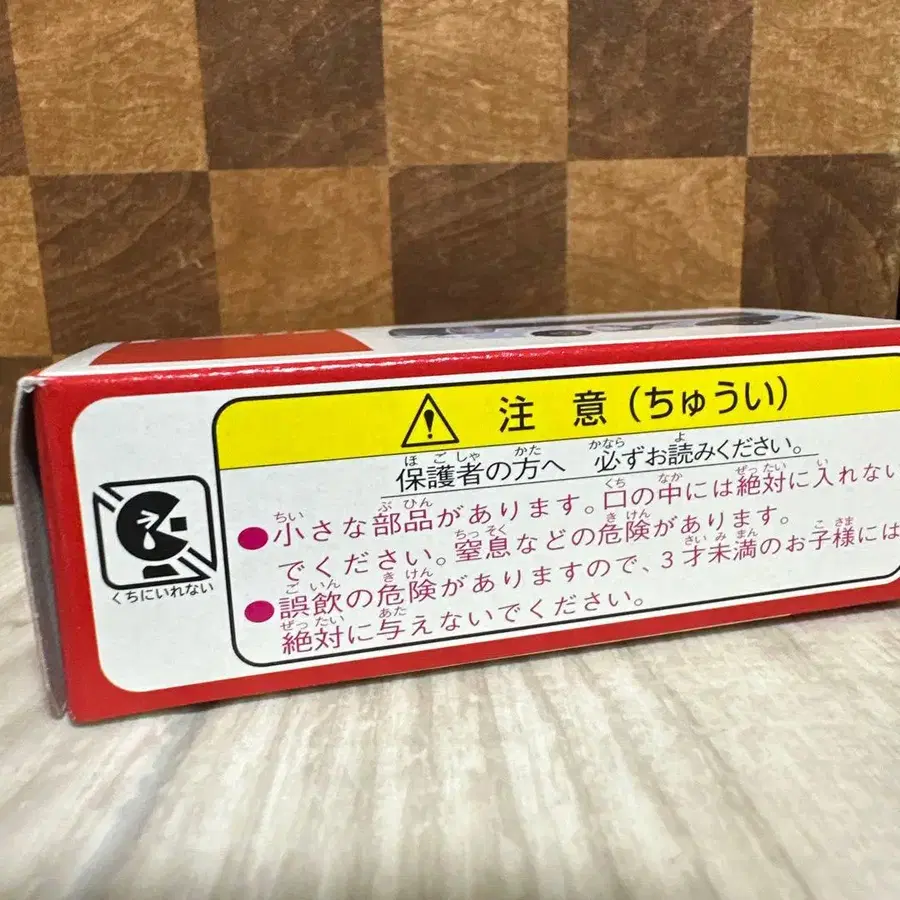 注意(ちゅうい)
保護者の方へ 必ずお読みください。
●小さな部品があります。口の中には絶対に入れない
でください。窒息などの危険があります。
●誤飲の危険がありますので、3才未満のお子様には
絶対に与えないでください。
くちにいれない